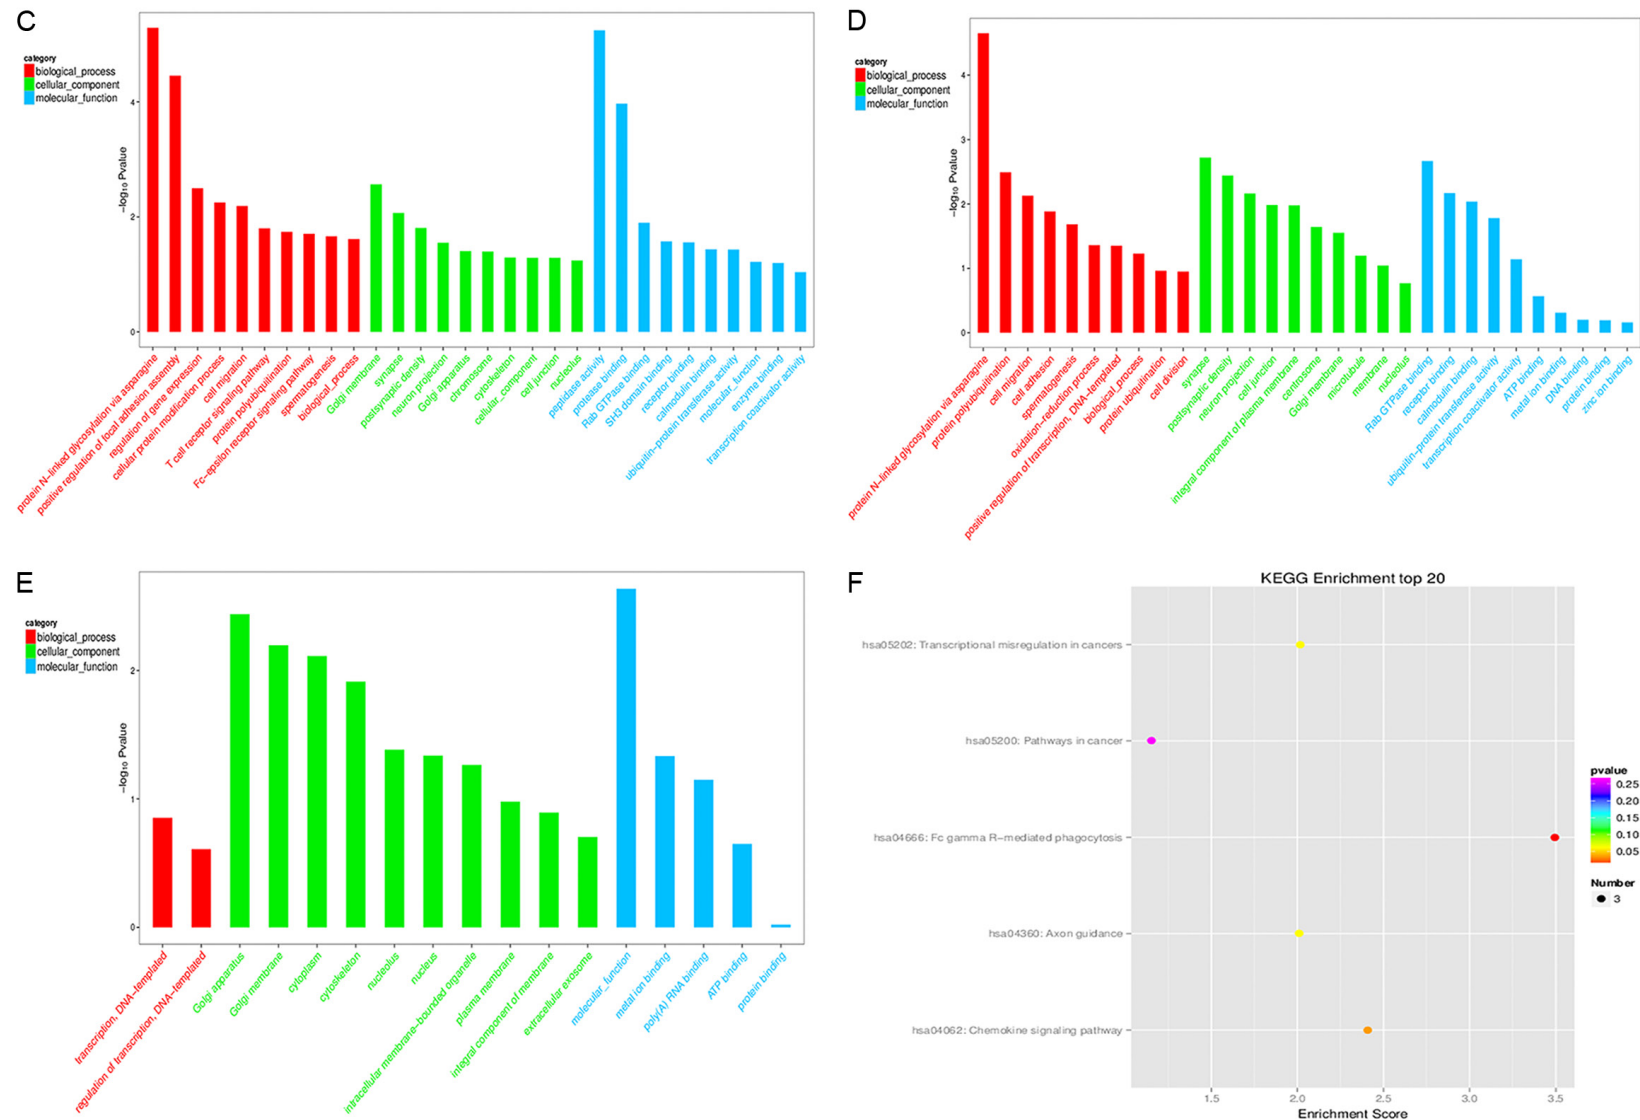 C
category
biological_process
cellular_component
molecular_function
−log₁₀ Pvalue
4
2
0
protein N−linked glycosylation via asparagine
positive regulation of focal adhesion assembly
regulation of gene expression
cellular protein modification process
cell migration
T cell receptor signaling pathway
protein polyubiquitination
Fc−epsilon receptor signaling pathway
spermatogenesis
biological_process
Golgi membrane
synapse
postsynaptic density
neuron projection
Golgi apparatus
chromosome
cytoskeleton
cellular_component
cell junction
nucleolus
peptidase activity
protease binding
Rab GTPase binding
SH3 domain binding
receptor binding
calmodulin binding
ubiquitin−protein transferase activity
molecular_function
enzyme binding
transcription coactivator activity
D
category
biological_process
cellular_component
molecular_function
−log₁₀ Pvalue
4
3
2
1
0
protein N−linked glycosylation via asparagine
protein polyubiquitination
cell migration
cell adhesion
spermatogenesis
oxidation−reduction process
positive regulation of transcription, DNA−templated
biological_process
protein ubiquitination
cell division
synapse
postsynaptic density
neuron projection
cell junction
integral component of plasma membrane
centrosome
Golgi membrane
microtubule
membrane
nucleolus
Rab GTPase binding
receptor binding
calmodulin binding
ubiquitin−protein transferase activity
transcription coactivator activity
ATP binding
metal ion binding
DNA binding
protein binding
zinc ion binding
E
category
biological_process
cellular_component
molecular_function
−log₁₀ Pvalue
2
1
0
transcription, DNA−templated
regulation of transcription, DNA−templated
Golgi apparatus
Golgi membrane
cytoplasm
cytoskeleton
nucleolus
nucleus
intracellular membrane−bounded organelle
plasma membrane
integral component of membrane
extracellular exosome
molecular_function
metal ion binding
poly(A) RNA binding
ATP binding
protein binding
F
KEGG Enrichment top 20
hsa05202: Transcriptional misregulation in cancers
hsa05200: Pathways in cancer
hsa04666: Fc gamma R−mediated phagocytosis
hsa04360: Axon guidance
hsa04062: Chemokine signaling pathway
1.5 2.0 2.5 3.0 3.5
Enrichment Score
pvalue
0.25
0.20
0.15
0.10
0.05
Number
3